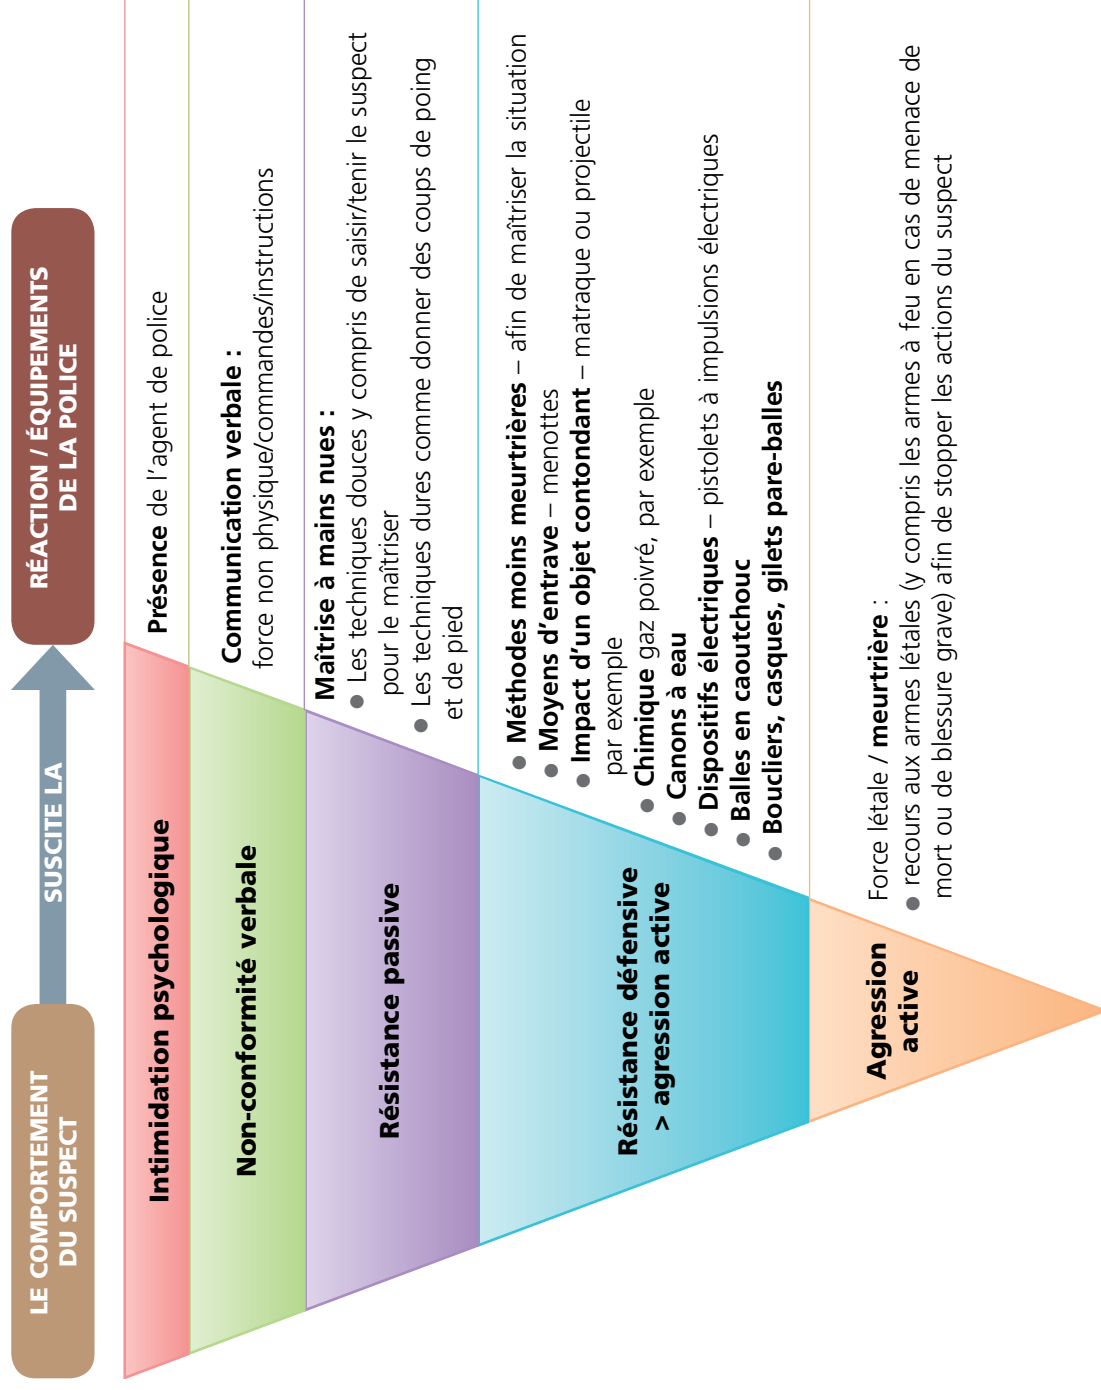 LE COMPORTEMENT
DU SUSPECT
SUSCITE LA
RÉACTION / ÉQUIPEMENTS
DE LA POLICE
Intimidation psychologique
Présence de l'agent de police
Non-conformité verbale
Communication verbale :
force non physique/commandes/instructions
Résistance passive
Maîtrise à mains nues :
● Les techniques douces y compris de saisir/tenir le suspect
pour le maîtriser
● Les techniques dures comme donner des coups de poing
et de pied
Résistance défensive
> agression active
● Méthodes moins meurtrières – afin de maîtriser la situation
● Moyens d'entrave – menottes
● Impact d'un objet contondant – matraque ou projectile
par exemple
● Chimique gaz poivré, par exemple
● Canons à eau
● Dispositifs électriques – pistolets à impulsions électriques
● Balles en caoutchouc
● Boucliers, casques, gilets pare-balles
Agression
active
Force létale / meurtrière :
● recours aux armes létales (y compris les armes à feu en cas de menace de
mort ou de blessure grave) afin de stopper les actions du suspect